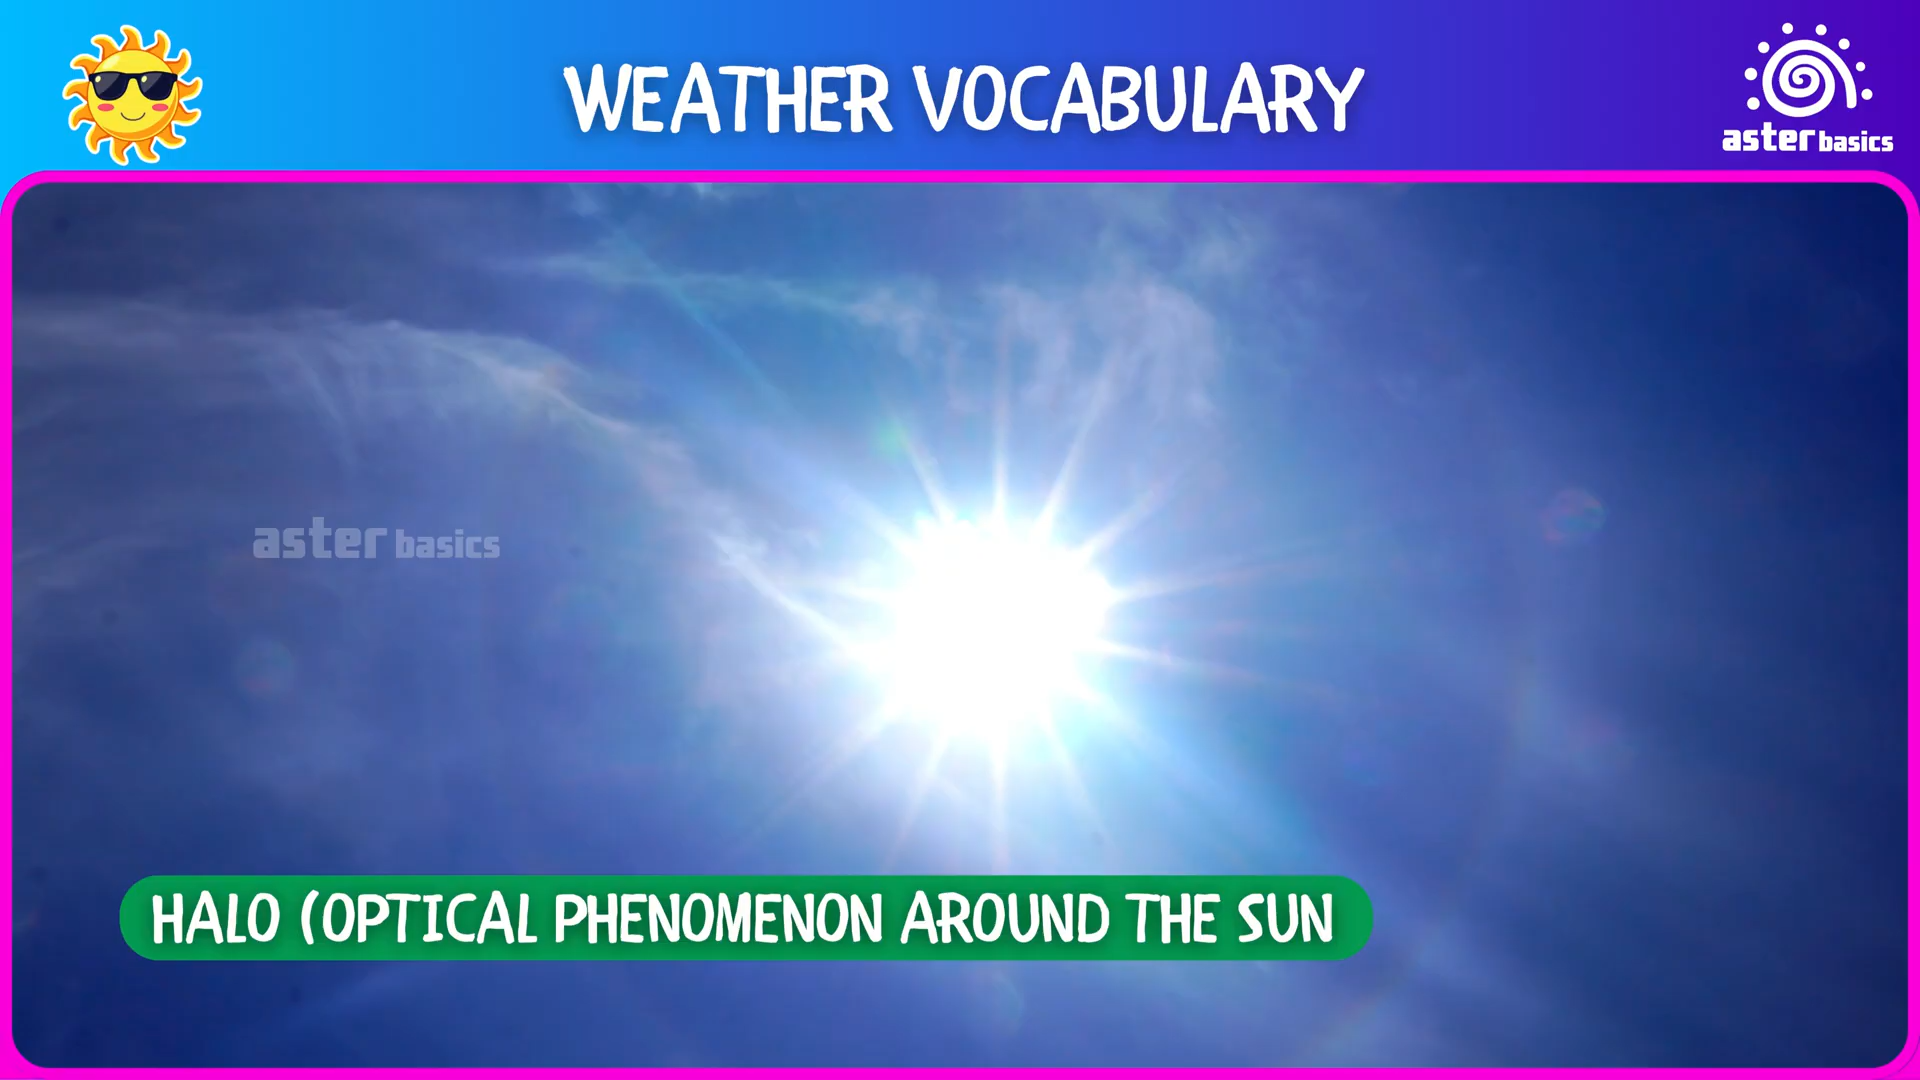 WEATHER VOCABULARY
aster basics
aster basics
HALO (OPTICAL PHENOMENON AROUND THE SUN